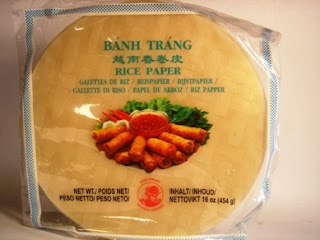 BÁNH TRÁNG
越南春卷皮
RICE PAPER
GALETTES DE RIZ / REISPAPIER / RIJSTPAPIER /
GALLETTE DI RISO / PAPEL DE ARROZ / RIZ PAPPER
NET WT./ POIDS NET/ INHALT/ INHOUD/
PESO NETTO/ PESO NETO/ NETTOVIKT 16 oz (454 g)